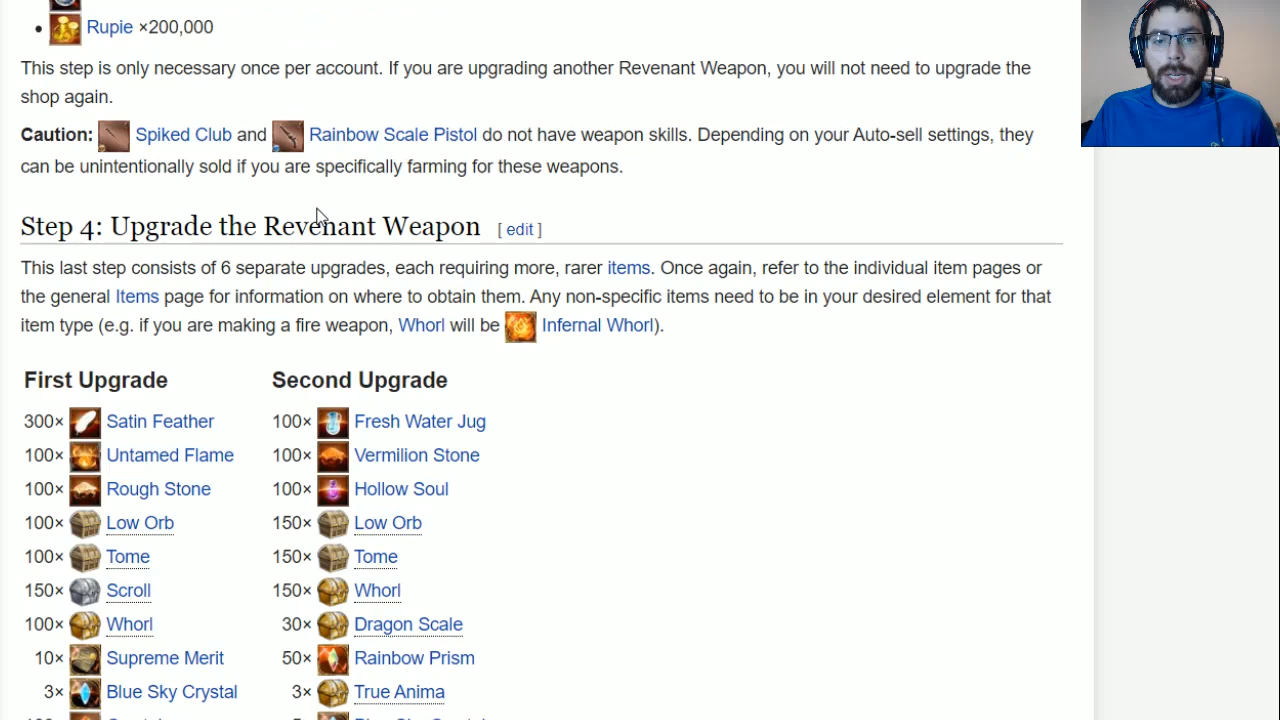 Rupie ×200,000
This step is only necessary once per account. If you are upgrading another Revenant Weapon, you will not need to upgrade the
shop again.
Caution: Spiked Club and Rainbow Scale Pistol do not have weapon skills. Depending on your Auto-sell settings, they
can be unintentionally sold if you are specifically farming for these weapons.
Step 4: Upgrade the Revenant Weapon [ edit ]
This last step consists of 6 separate upgrades, each requiring more, rarer items. Once again, refer to the individual item pages or
the general Items page for information on where to obtain them. Any non-specific items need to be in your desired element for that
item type (e.g. if you are making a fire weapon, Whorl will be Infernal Whorl).
First Upgrade
300× Satin Feather
100× Untamed Flame
100× Rough Stone
100× Low Orb
100× Tome
150× Scroll
100× Whorl
10× Supreme Merit
3× Blue Sky Crystal
Second Upgrade
100× Fresh Water Jug
100× Vermilion Stone
100× Hollow Soul
150× Low Orb
150× Tome
150× Whorl
30× Dragon Scale
50× Rainbow Prism
3× True Anima